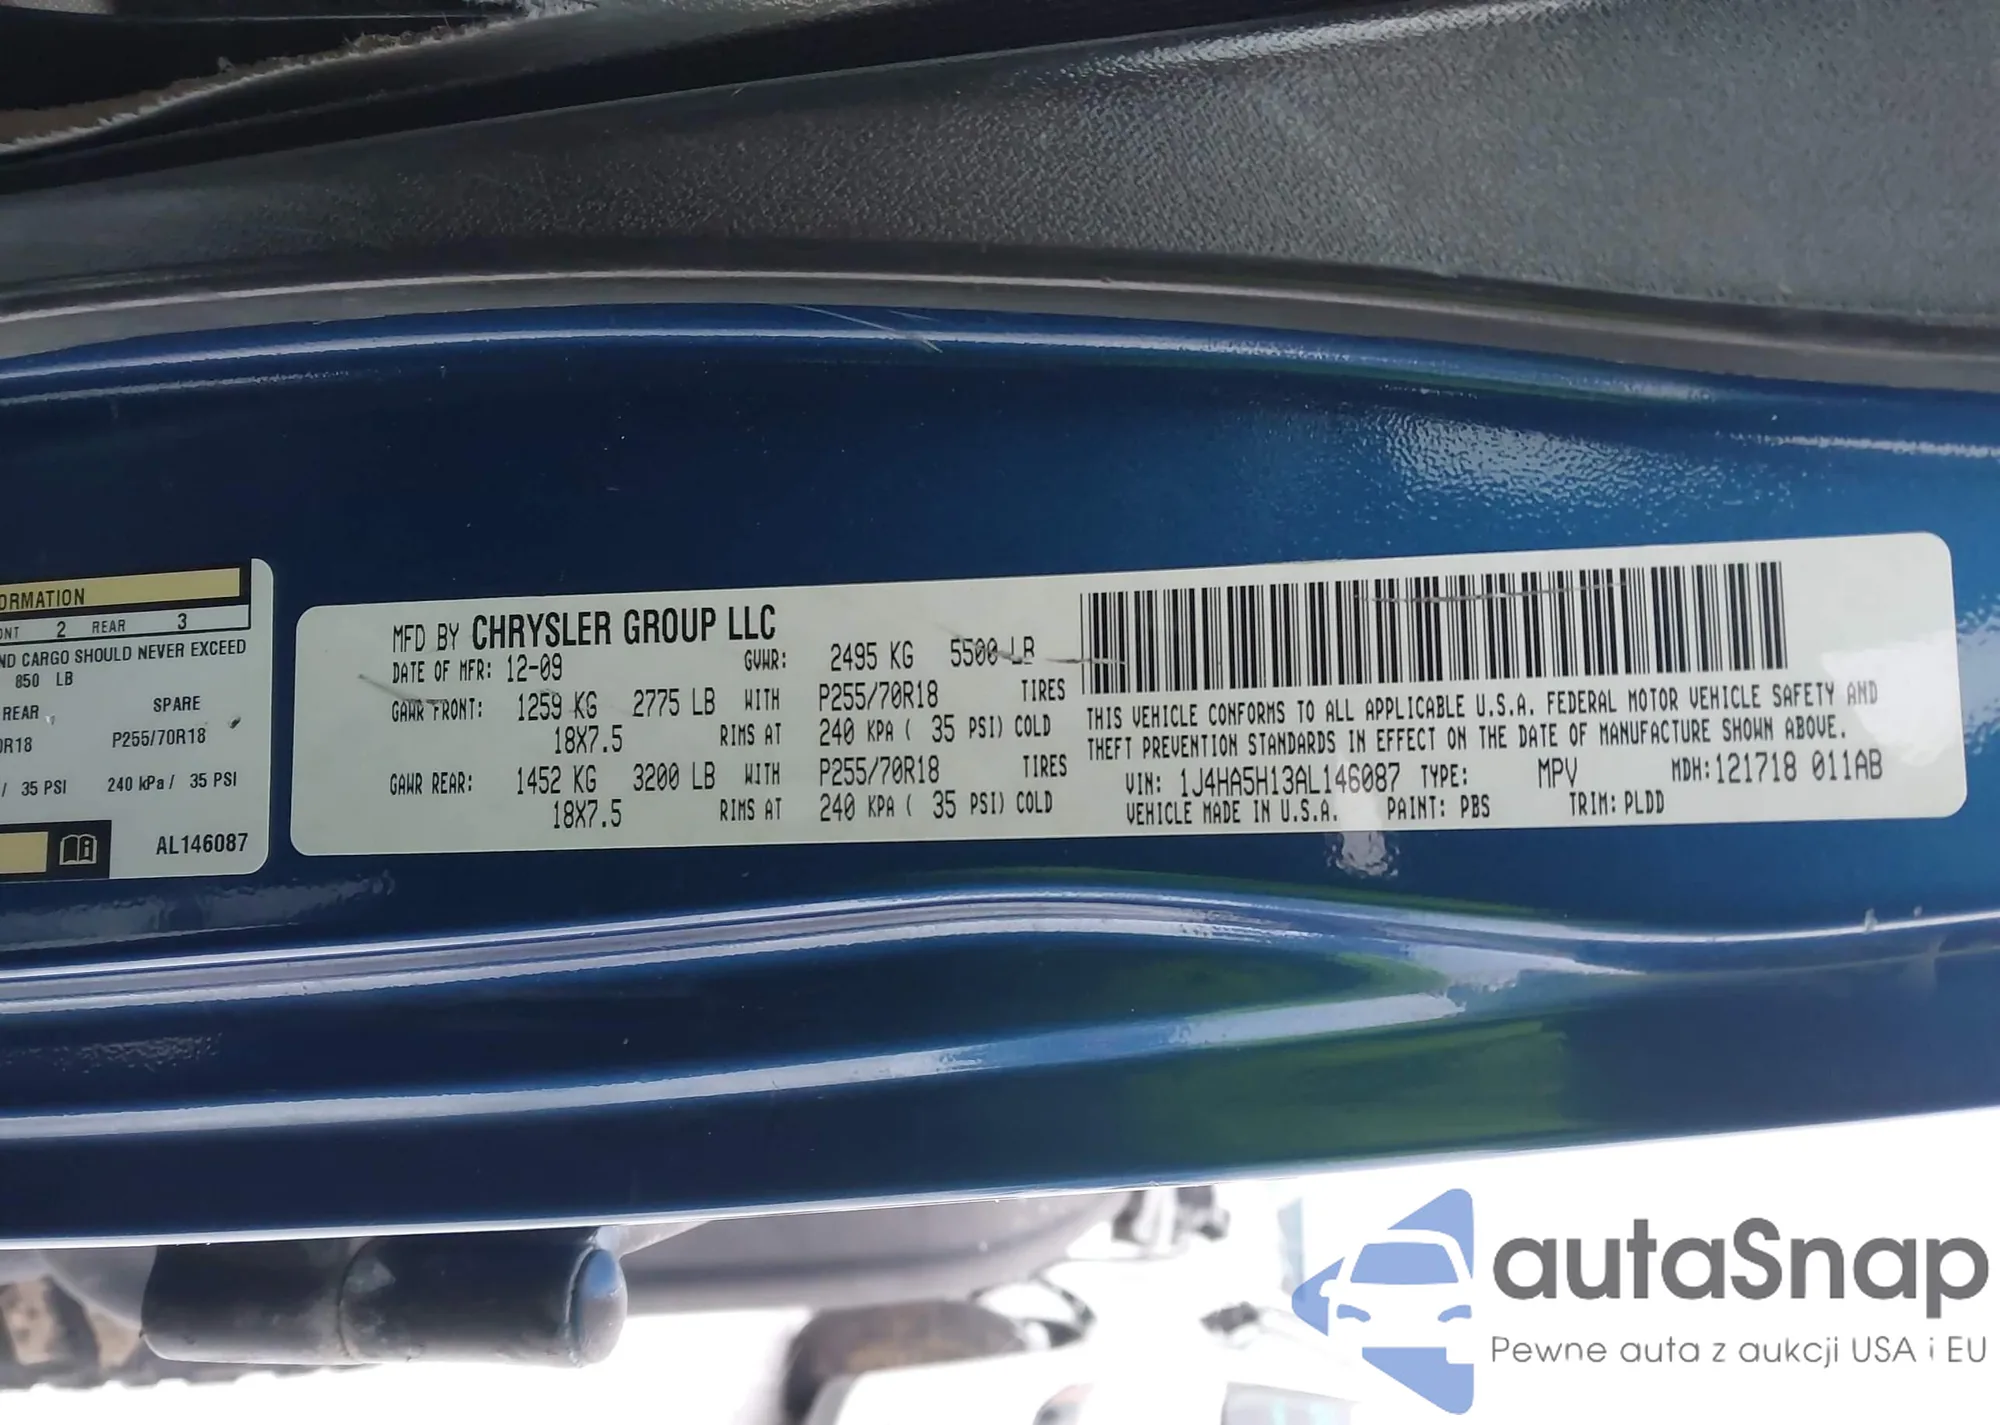 ORMATION
NT 2 REAR 3
ND CARGO SHOULD NEVER EXCEED
850 LB
REAR SPARE
0R18 P255/70R18
/ 35 PSI 240 kPa / 35 PSI
AL146087
MFD BY CHRYSLER GROUP LLC
DATE OF MFR: 12-09 GVWR: 2495 KG 5500 LB
GAWR FRONT: 1259 KG 2775 LB WITH P255/70R18 TIRES
18X7.5 RIMS AT 240 KPA ( 35 PSI) COLD
GAWR REAR: 1452 KG 3200 LB WITH P255/70R18 TIRES
18X7.5 RIMS AT 240 KPA ( 35 PSI) COLD
THIS VEHICLE CONFORMS TO ALL APPLICABLE U.S.A. FEDERAL MOTOR VEHICLE SAFETY AND
THEFT PREVENTION STANDARDS IN EFFECT ON THE DATE OF MANUFACTURE SHOWN ABOVE.
VIN: 1J4HA5H13AL146087 TYPE: MPV MDH:121718 011AB
VEHICLE MADE IN U.S.A. PAINT: PBS TRIM: PLDD
autaSnap
Pewne auta z aukcji USA i EU